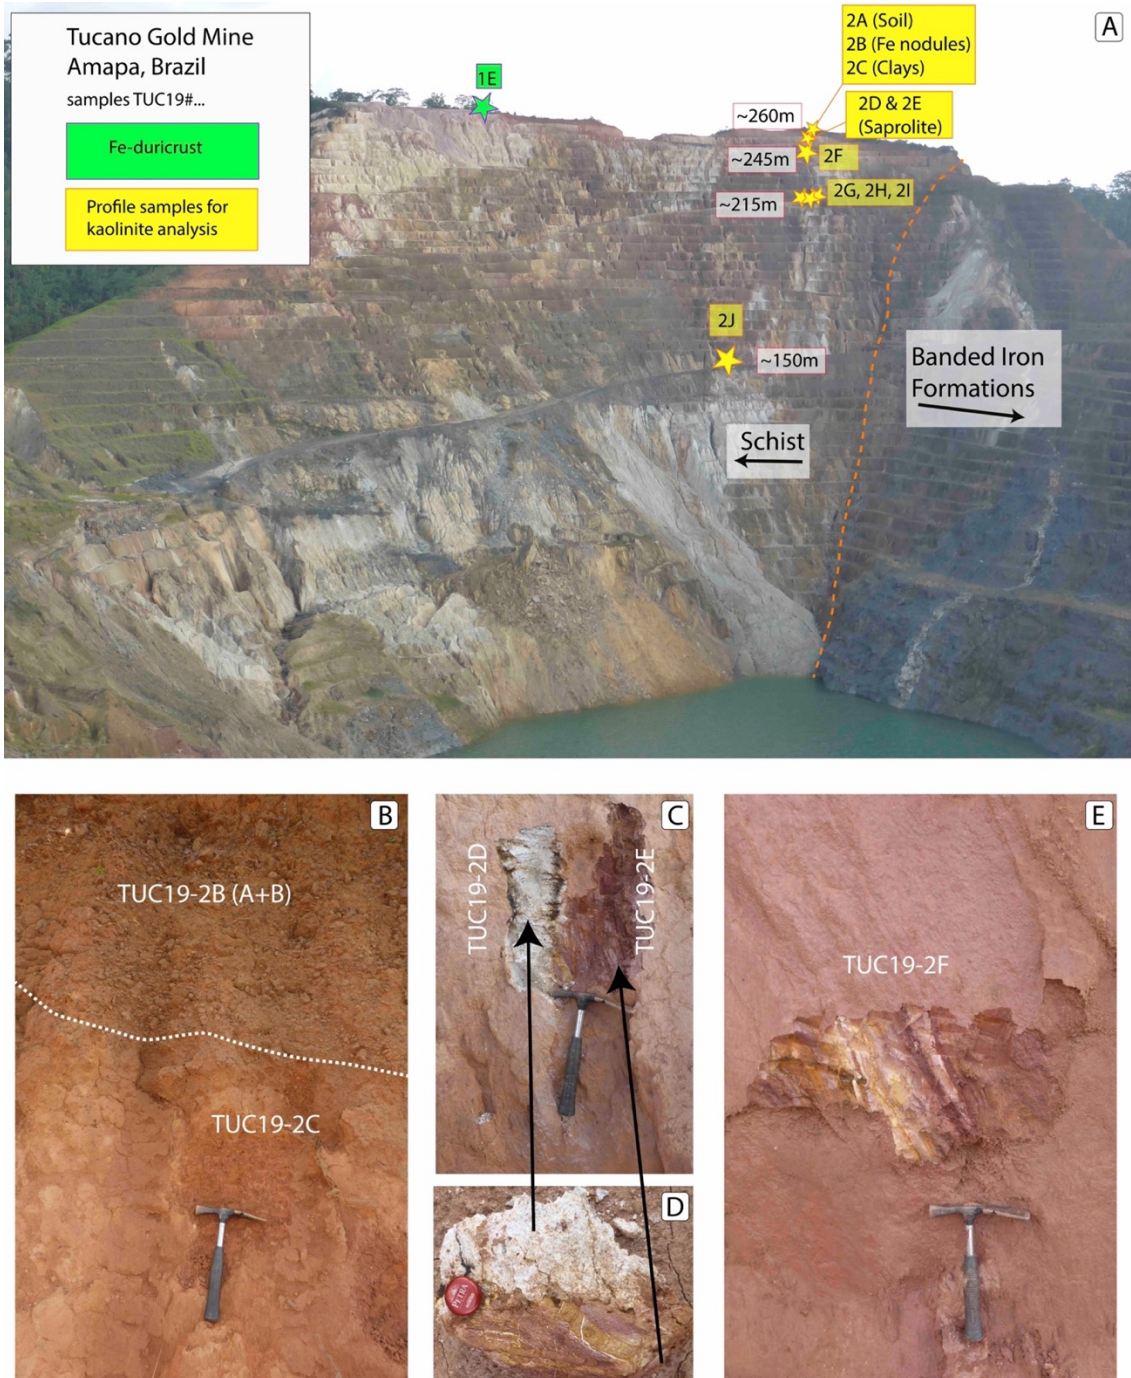 Tucano Gold Mine
Amapa, Brazil
samples TUC19#...
Fe-duricrust
Profile samples for
kaolinite analysis
A
1E
2A (Soil)
2B (Fe nodules)
2C (Clays)
~260m
2D & 2E
(Saprolite)
~245m
2F
~215m
2G, 2H, 2I
2J
~150m
Banded Iron
Formations
Schist
B
TUC19-2B (A+B)
TUC19-2C
C
TUC19-2D
TUC19-2E
D
PETRA
E
TUC19-2F